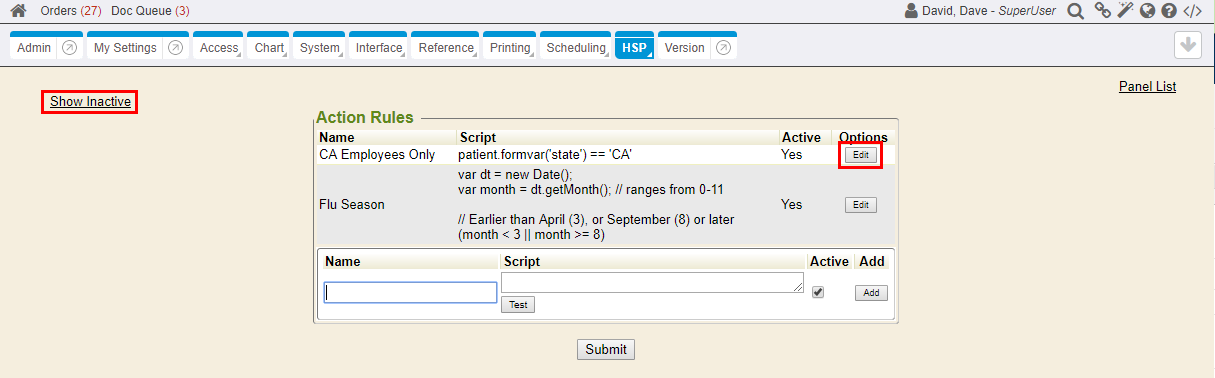 Orders (27) Doc Queue (3) David, Dave - SuperUser
Admin My Settings Access Chart System Interface Reference Printing Scheduling HSP Version
Panel List
Show Inactive
Action Rules
Name Script Active Options
CA Employees Only patient.formvar('state') == 'CA' Yes Edit
var dt = new Date();
var month = dt.getMonth(); // ranges from 0-11
Flu Season Yes Edit
// Earlier than April (3), or September (8) or later
(month < 3 || month >= 8)
Name Script Active Add
Add
Test
Submit